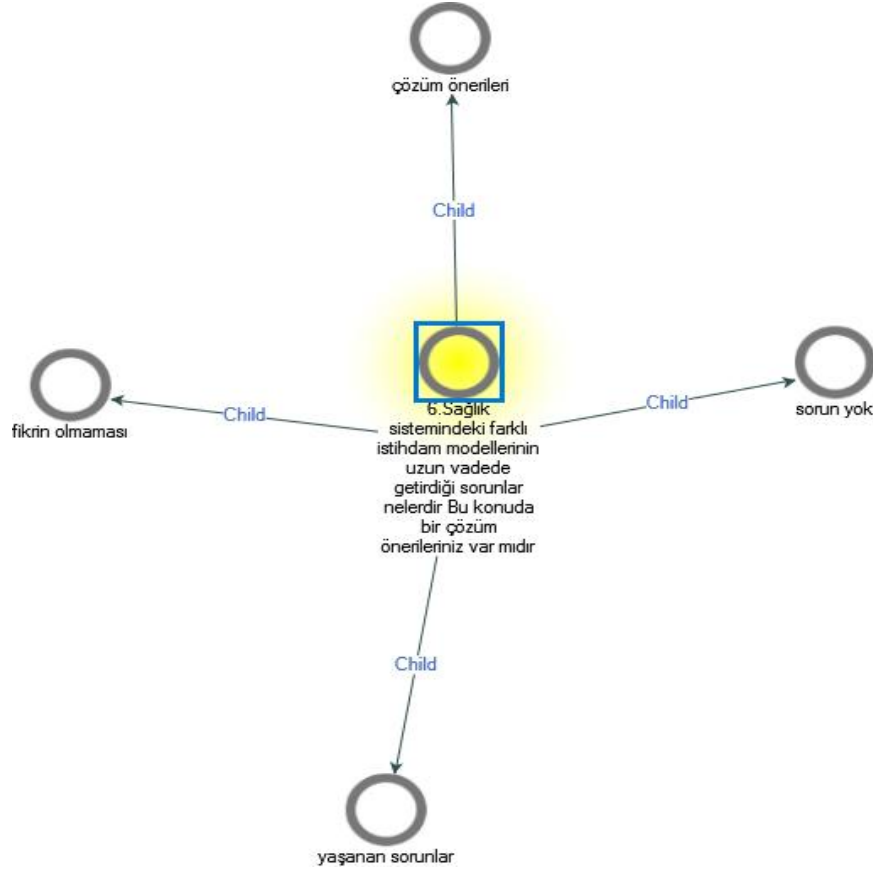 çözüm önerileri
Child
6.Sağlık
sistemindeki farklı
istihdam modellerinin
uzun vadede
getirdiği sorunlar
nelerdir Bu konuda
bir çözüm
önerileriniz var mıdır
Child
fikrin olmaması
Child
sorun yok
Child
yaşanan sorunlar